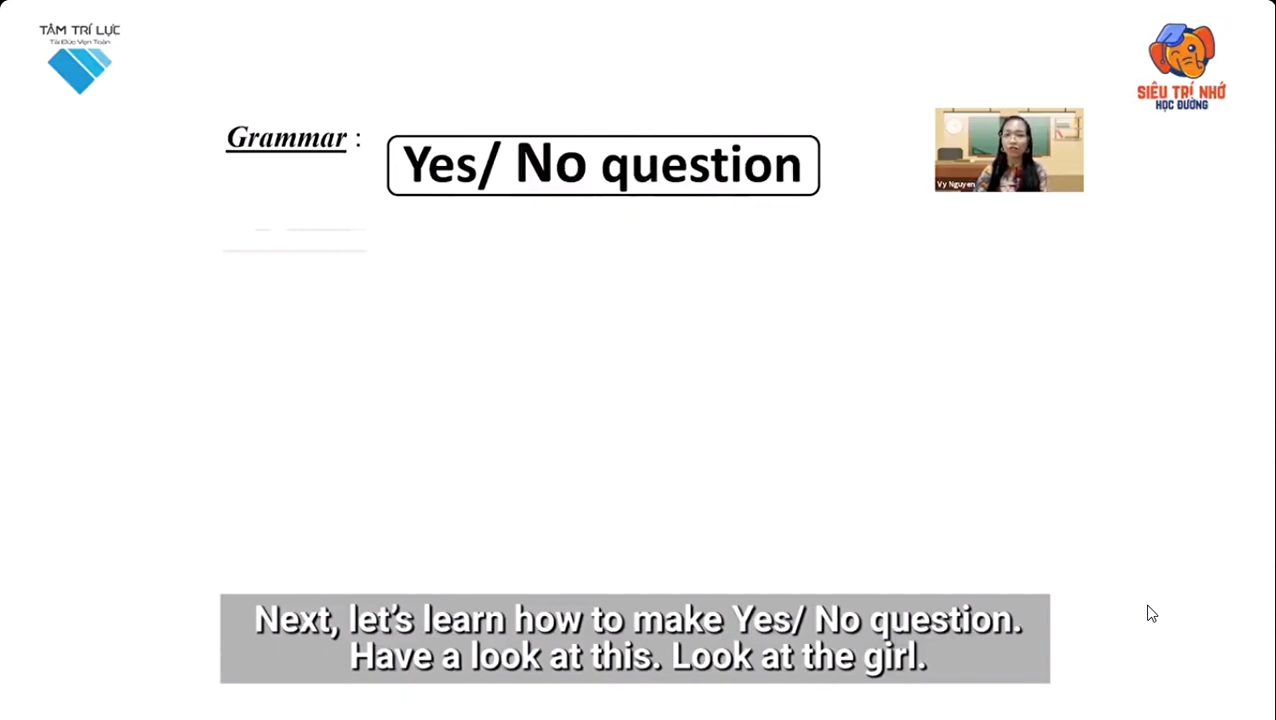 TÂM TRÍ LỰC
Tài Đức Vẹn Toàn
SIÊU TRÍ NHỚ
HỌC ĐƯỜNG
Grammar :
Yes/ No question
Vy Nguyen
Next, let's learn how to make Yes/ No question.
Have a look at this. Look at the girl.